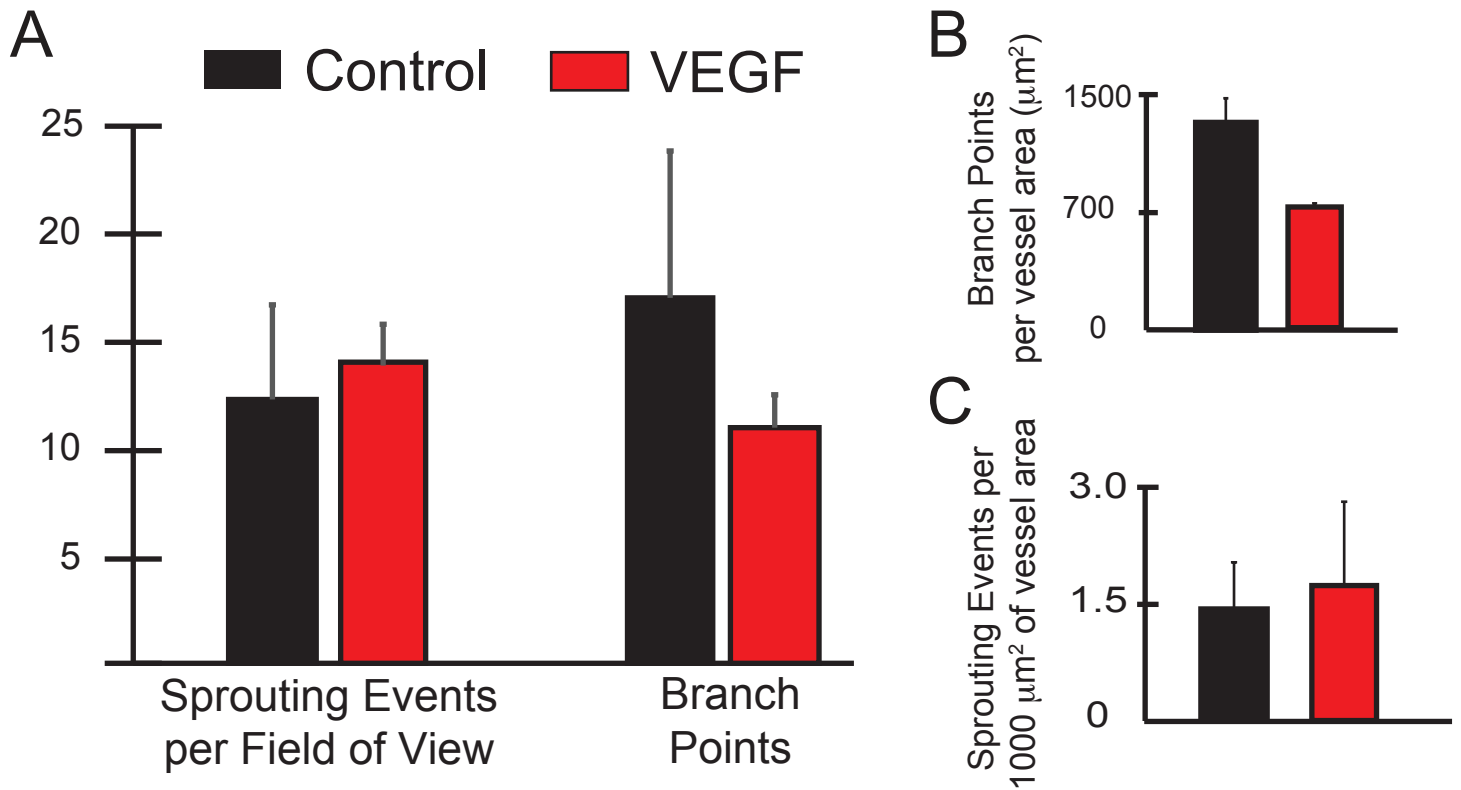 A
Control
VEGF
25
20
15
10
5
Sprouting Events
per Field of View
Branch
Points
B
Branch Points
per vessel area (μm²)
1500
700
0
C
Sprouting Events per
1000 μm² of vessel area
3.0
1.5
0